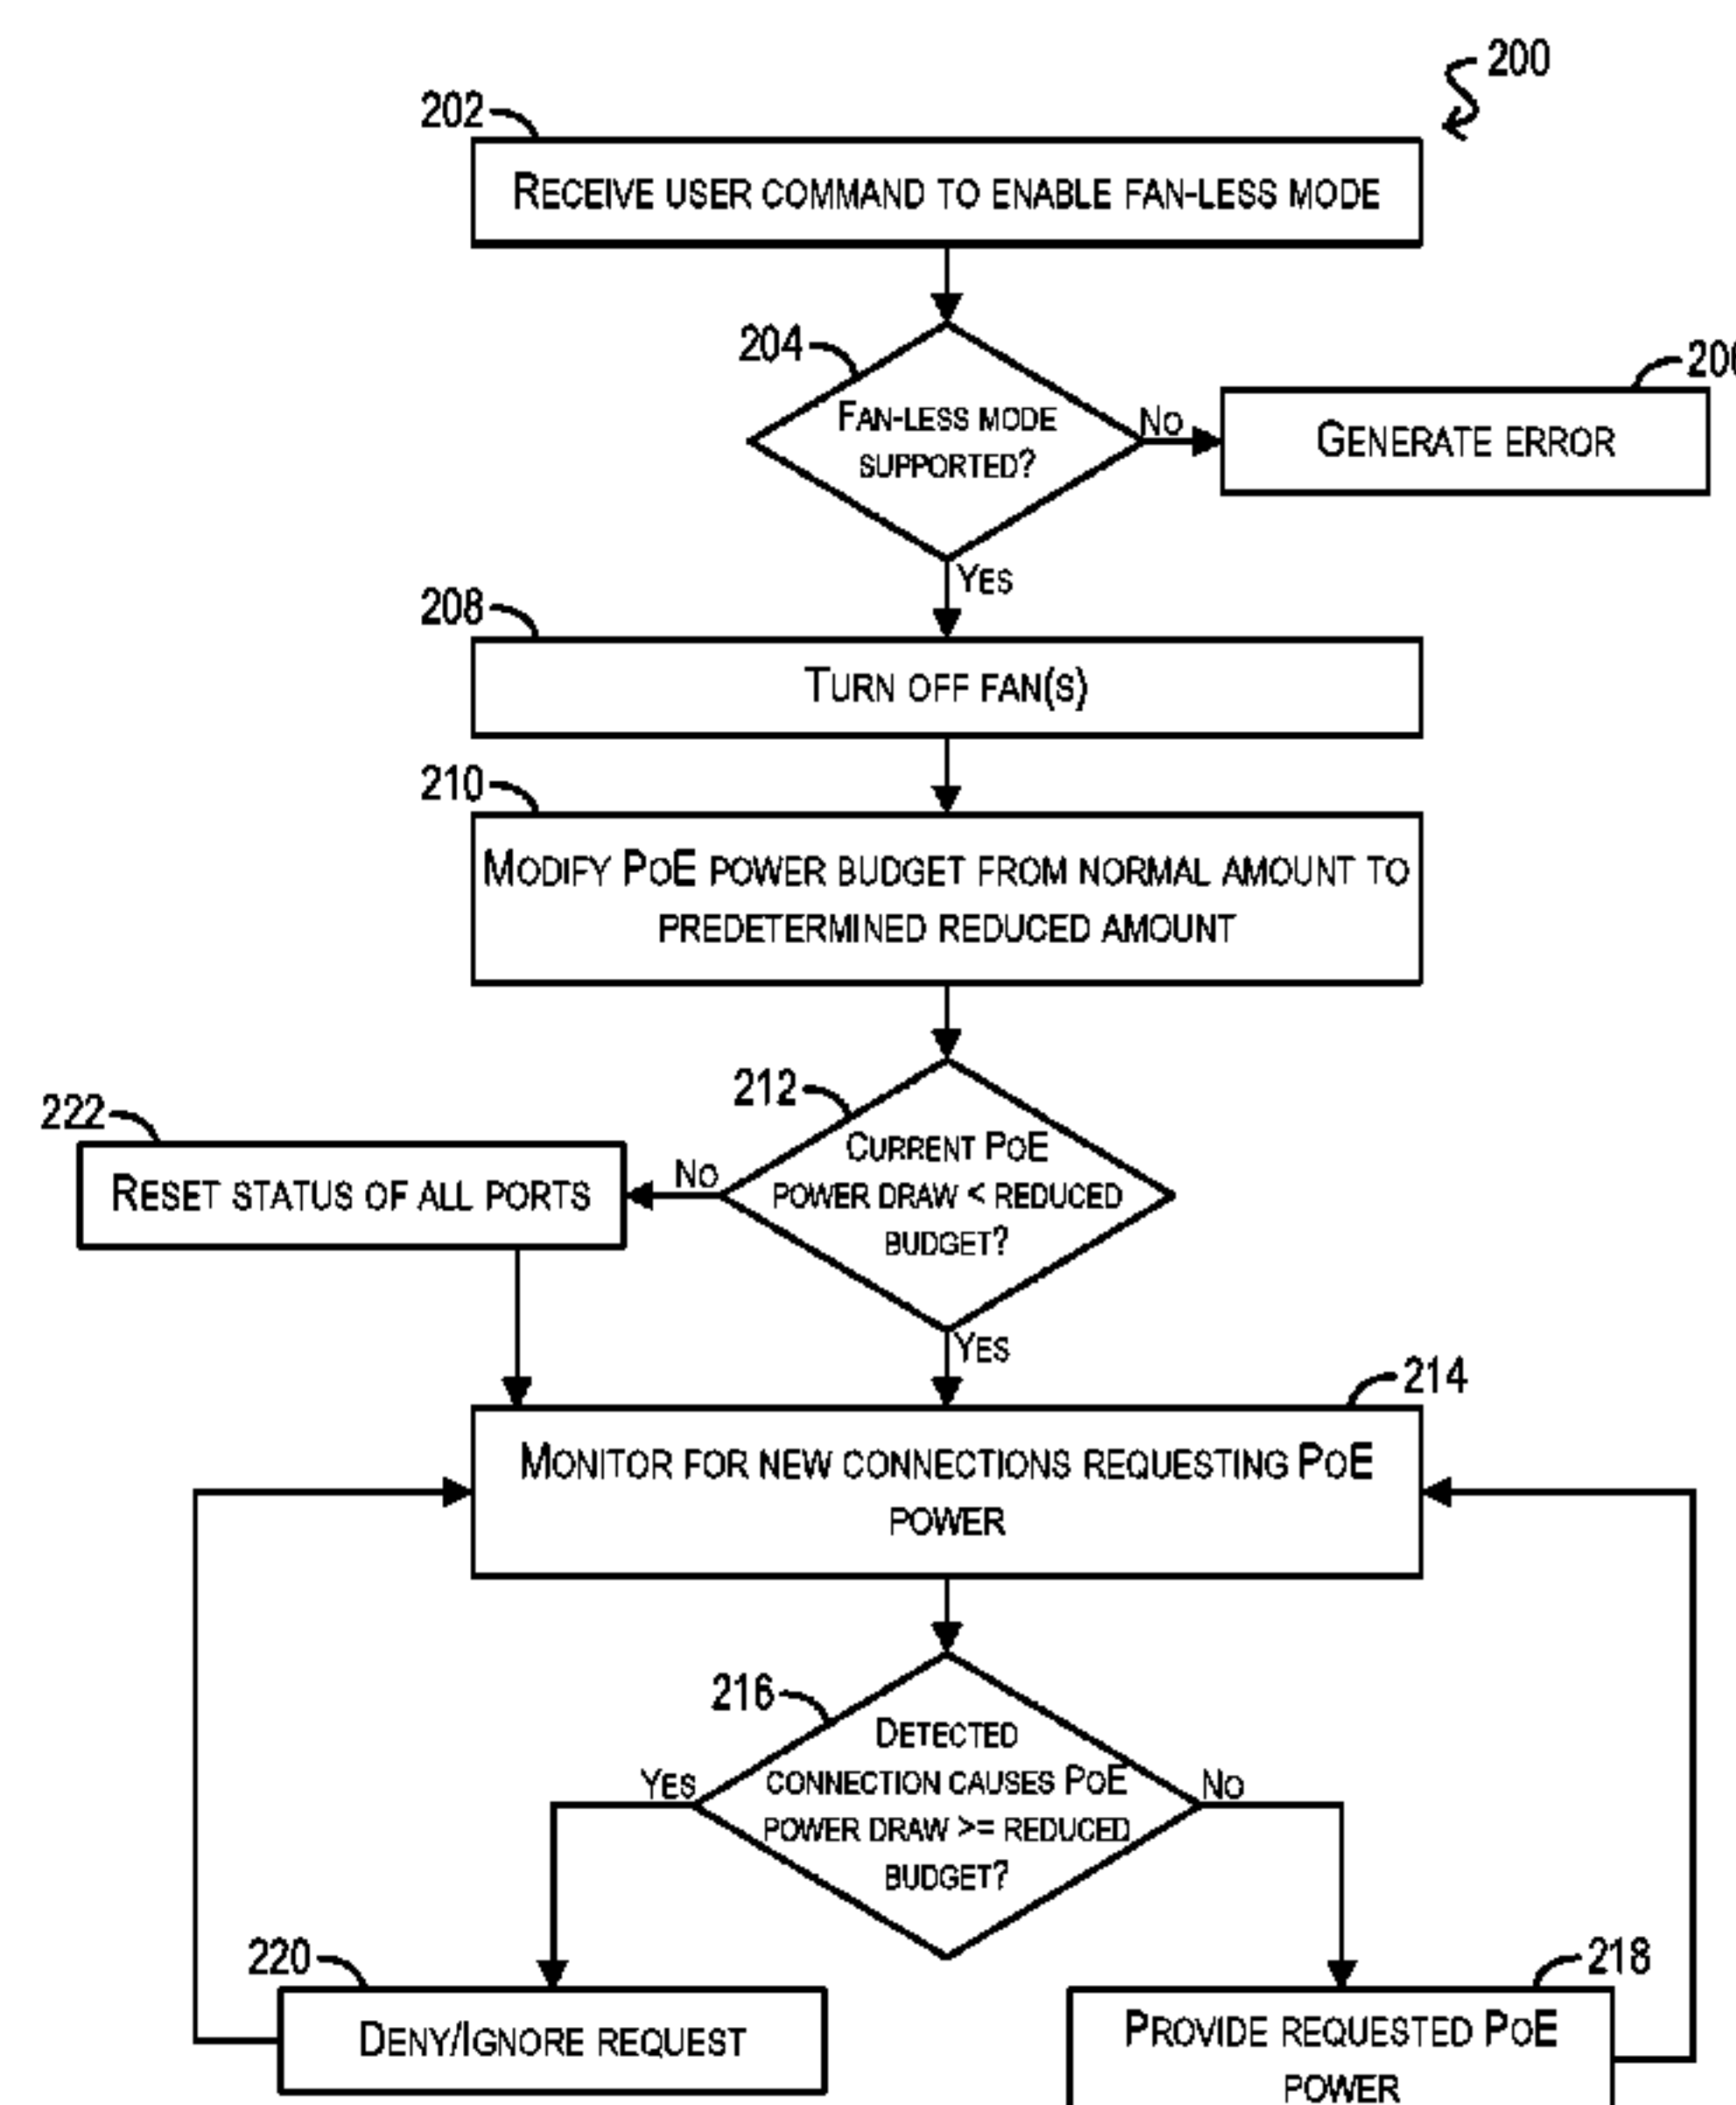 200
202
RECEIVE USER COMMAND TO ENABLE FAN-LESS MODE
204
FAN-LESS MODE
SUPPORTED?
NO
GENERATE ERROR
YES
208
TURN OFF FAN(S)
210
MODIFY POE POWER BUDGET FROM NORMAL AMOUNT TO
PREDETERMINED REDUCED AMOUNT
212
CURRENT POE
POWER DRAW < REDUCED
BUDGET?
NO
222
RESET STATUS OF ALL PORTS
YES
214
MONITOR FOR NEW CONNECTIONS REQUESTING POE
POWER
216
DETECTED
CONNECTION CAUSES POE
POWER DRAW >= REDUCED
BUDGET?
YES
NO
220
DENY/IGNORE REQUEST
218
PROVIDE REQUESTED POE
POWER